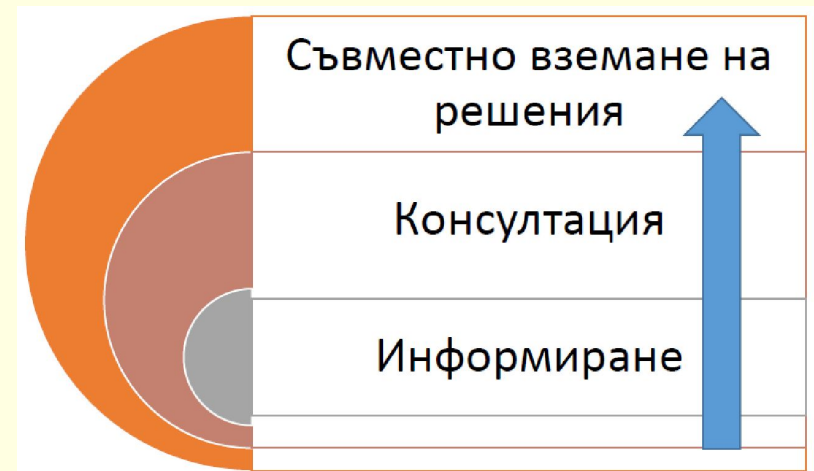 Съвместно вземане на
решения
Консултация
Информиране